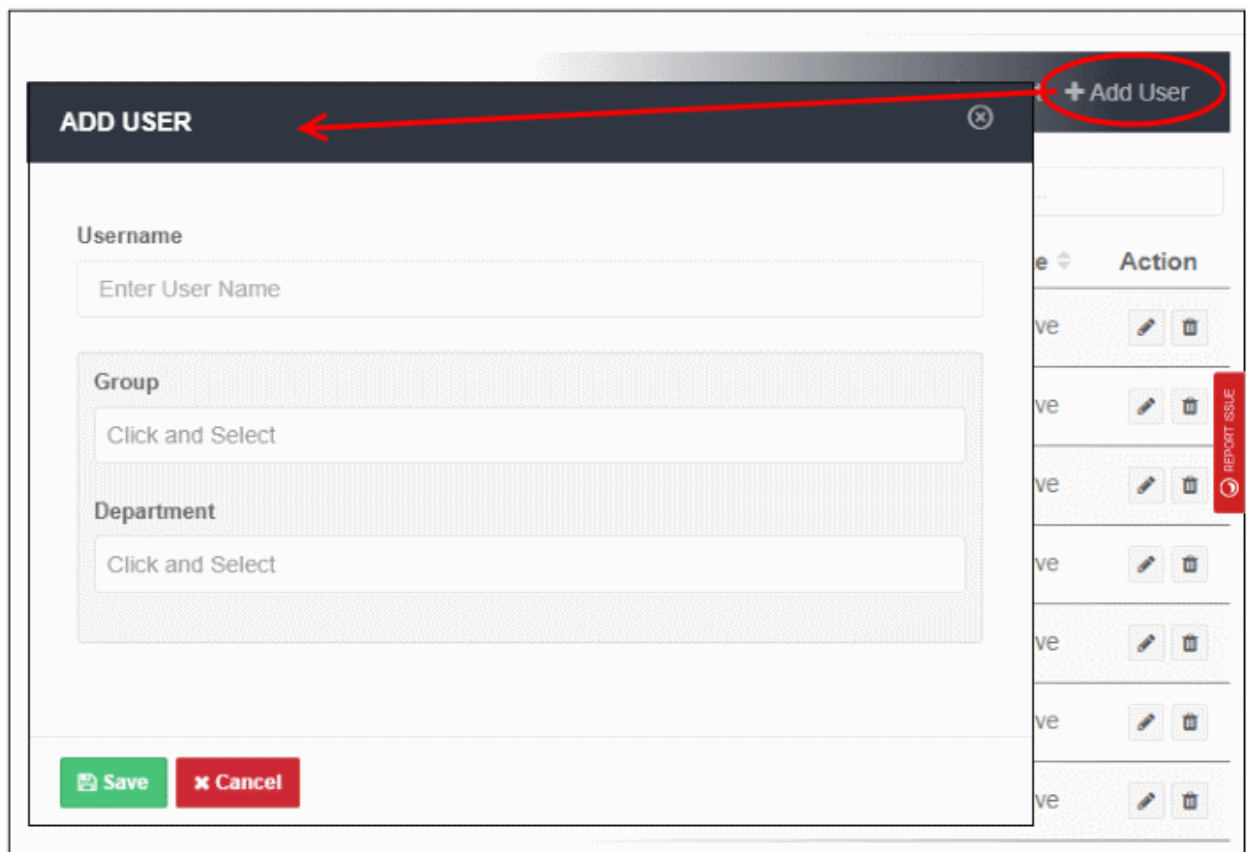 + Add User
ADD USER
Username
Enter User Name
...
e Action
ve
Group
Click and Select
ve
REPORT ISSUE
ve
Department
Click and Select
ve
ve
ve
Save Cancel
ve